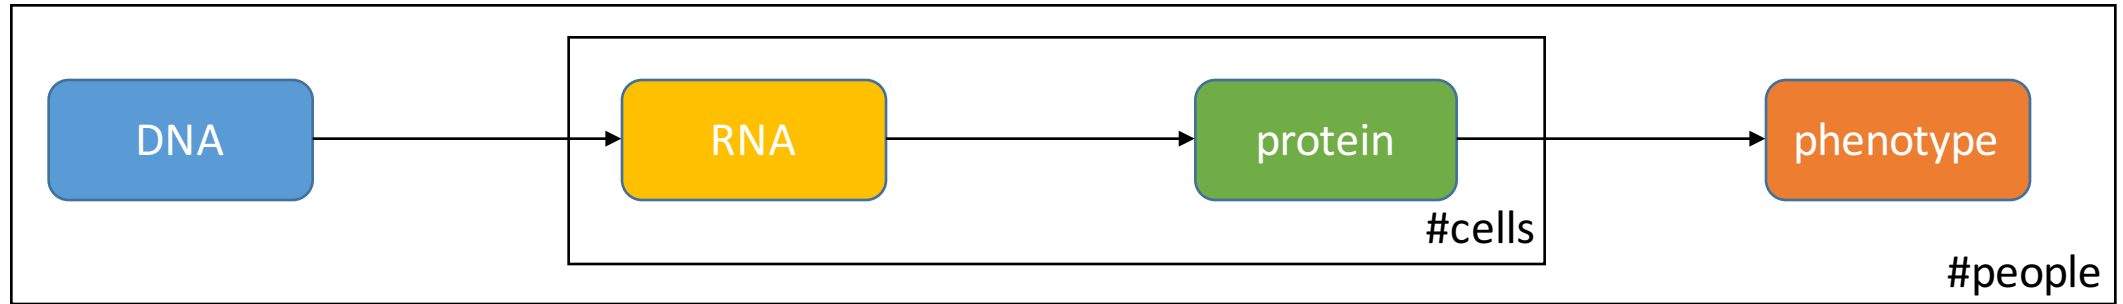 DNA
RNA
protein
phenotype
#cells
#people